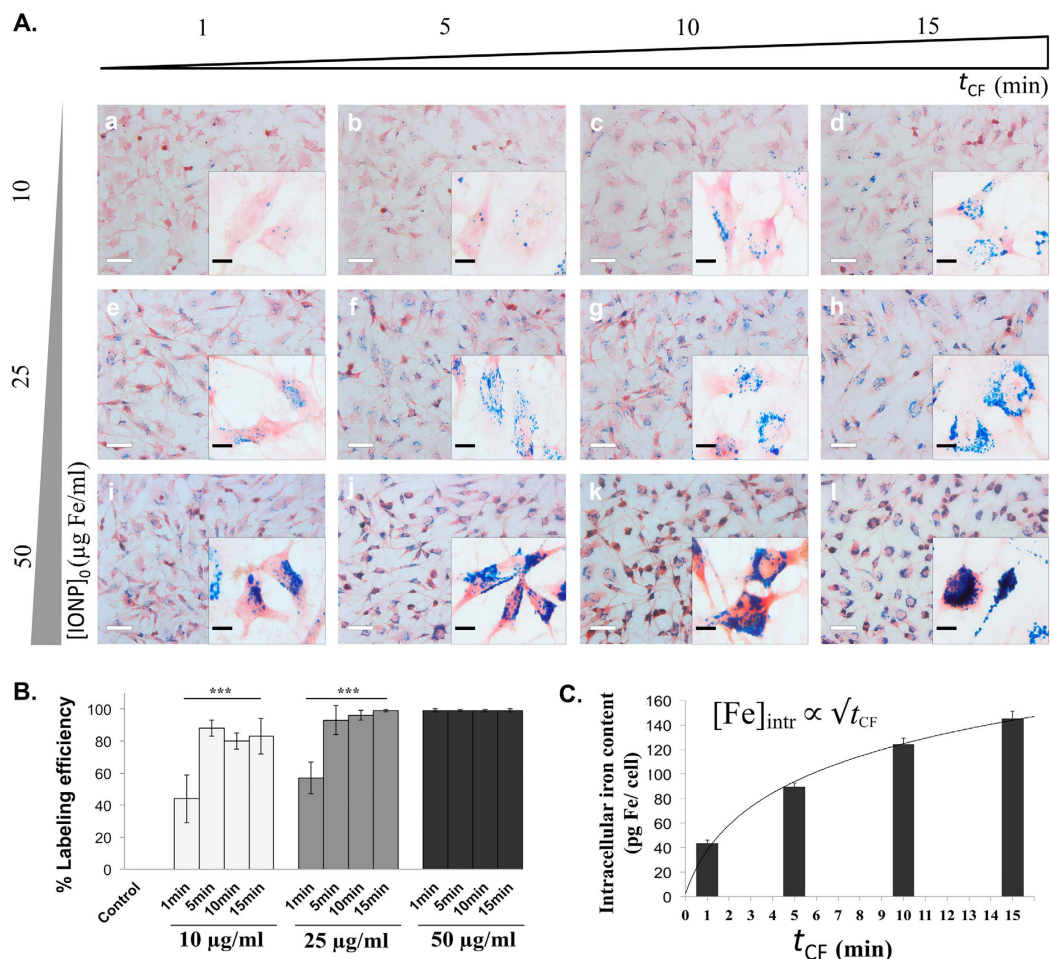 A.
1 5 10 15
tCF (min)
a b c d
10
e f g h
25
i j k l
50
[IONP]0 (µg Fe/ml)
B.
% Labeling efficiency
100
80
60
40
20
0
*** ***
Control 1min 5min 10min 15min 1min 5min 10min 15min 1min 5min 10min 15min
10 µg/ml 25 µg/ml 50 µg/ml
C.
[Fe]intr ∝ √tCF
Intracellular iron content
(pg Fe/ cell)
160
140
120
100
80
60
40
20
0
0 1 2 3 4 5 6 7 8 9 10 11 12 13 14 15
tCF (min)